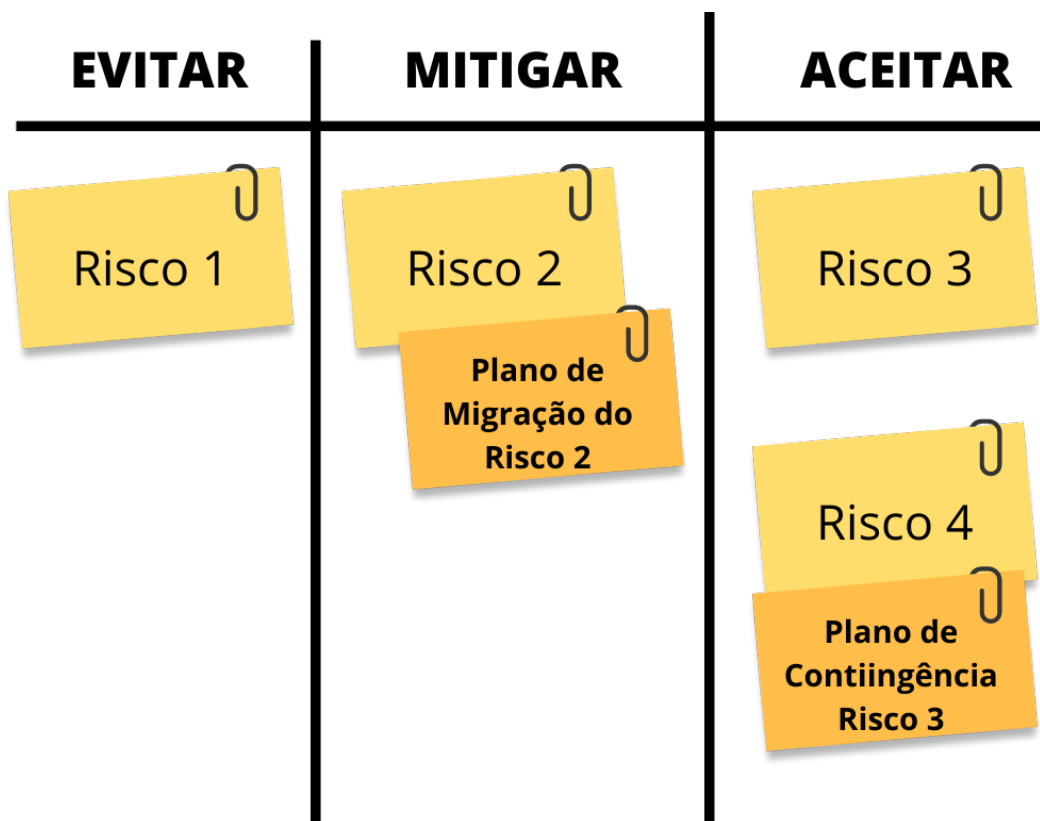 EVITAR
MITIGAR
ACEITAR
Risco 1
Risco 2
Plano de
Migração do
Risco 2
Risco 3
Risco 4
Plano de
Contiingência
Risco 3